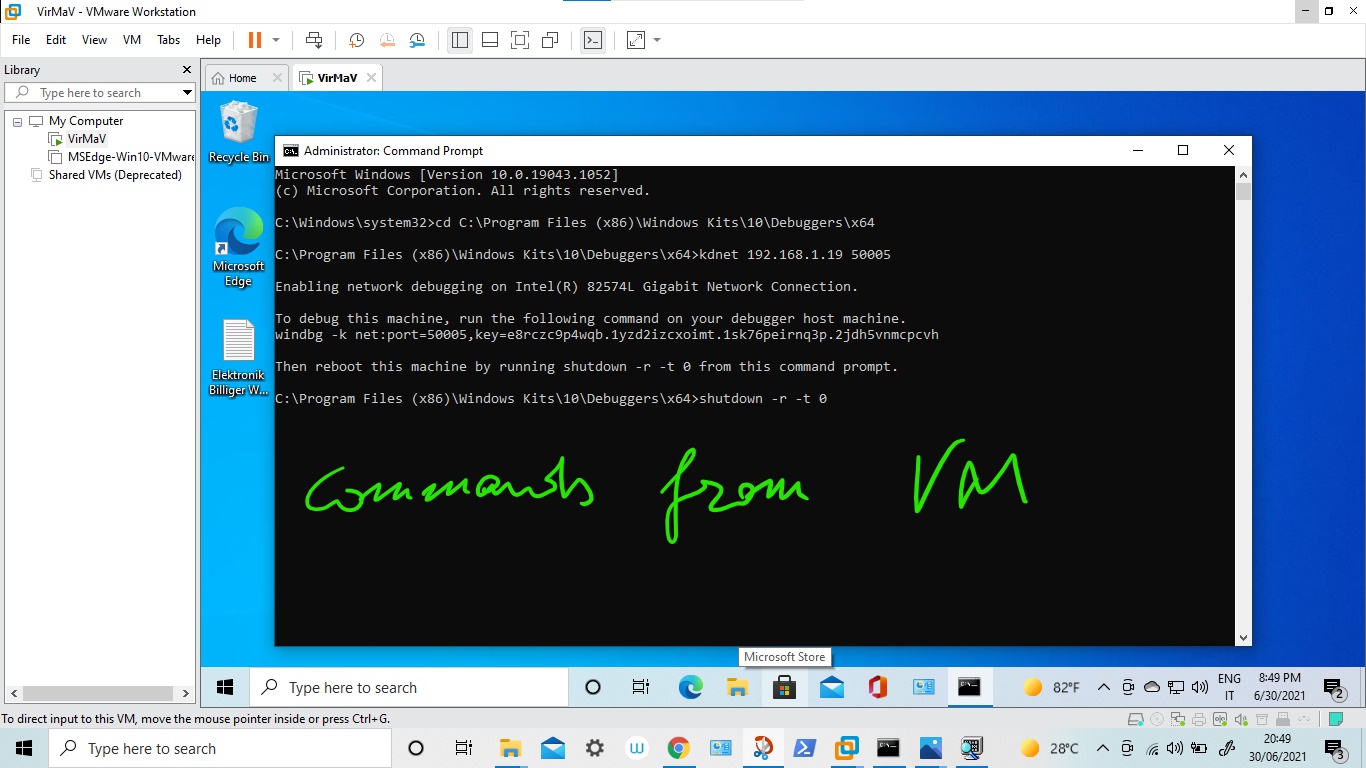 VirMaV - VMware Workstation
File Edit View VM Tabs Help
Library
Type here to search
My Computer
VirMaV
MSEdge-Win10-VMware
Shared VMs (Deprecated)
Home
VirMaV
Recycle Bin
Microsoft
Edge
Elektronik
Billiger W...
Administrator: Command Prompt
Microsoft Windows [Version 10.0.19043.1052]
(c) Microsoft Corporation. All rights reserved.
C:\Windows\system32>cd C:\Program Files (x86)\Windows Kits\10\Debuggers\x64
C:\Program Files (x86)\Windows Kits\10\Debuggers\x64>kdnet 192.168.1.19 50005
Enabling network debugging on Intel(R) 82574L Gigabit Network Connection.
To debug this machine, run the following command on your debugger host machine.
windbg -k net:port=50005,key=e8rczc9p4wqb.1yzd2izcxoimt.1sk76peirnq3p.2jdh5vnmcpcvh
Then reboot this machine by running shutdown -r -t 0 from this command prompt.
C:\Program Files (x86)\Windows Kits\10\Debuggers\x64>shutdown -r -t 0
Commands from VM
Microsoft Store
Type here to search
82°F
ENG
IT
8:49 PM
6/30/2021
2
To direct input to this VM, move the mouse pointer inside or press Ctrl+G.
Type here to search
28°C
20:49
30/06/2021
3